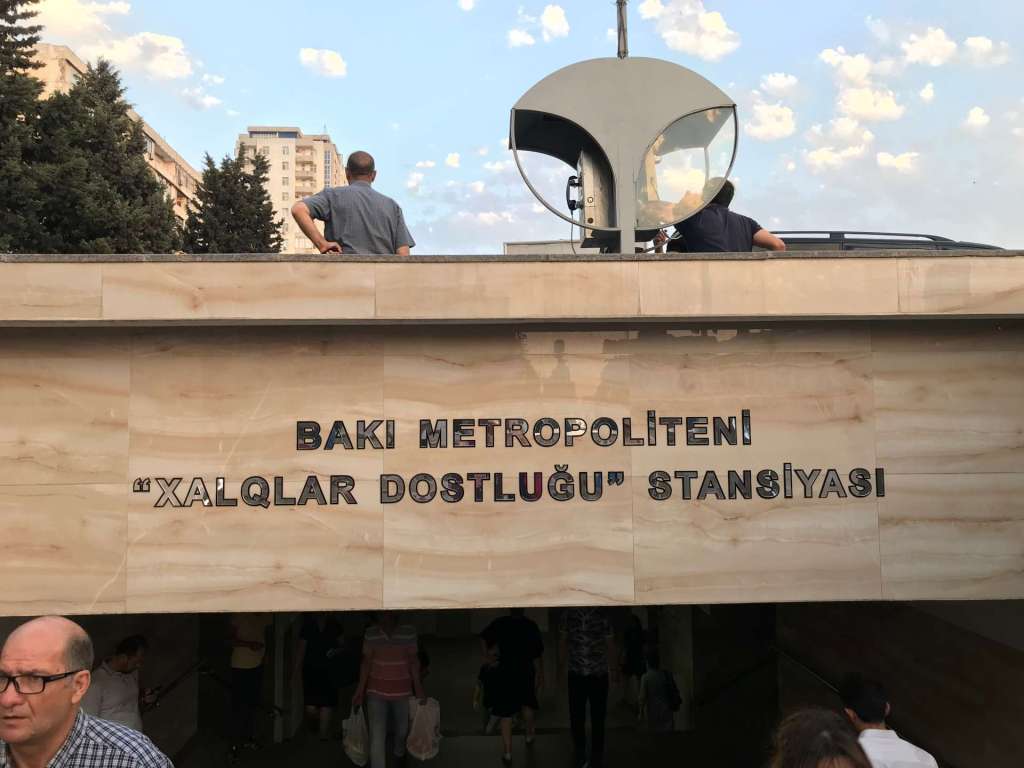 BAKI METROPOLİTENİ
“XALQLAR DOSTLUĞU” STANSİYASI